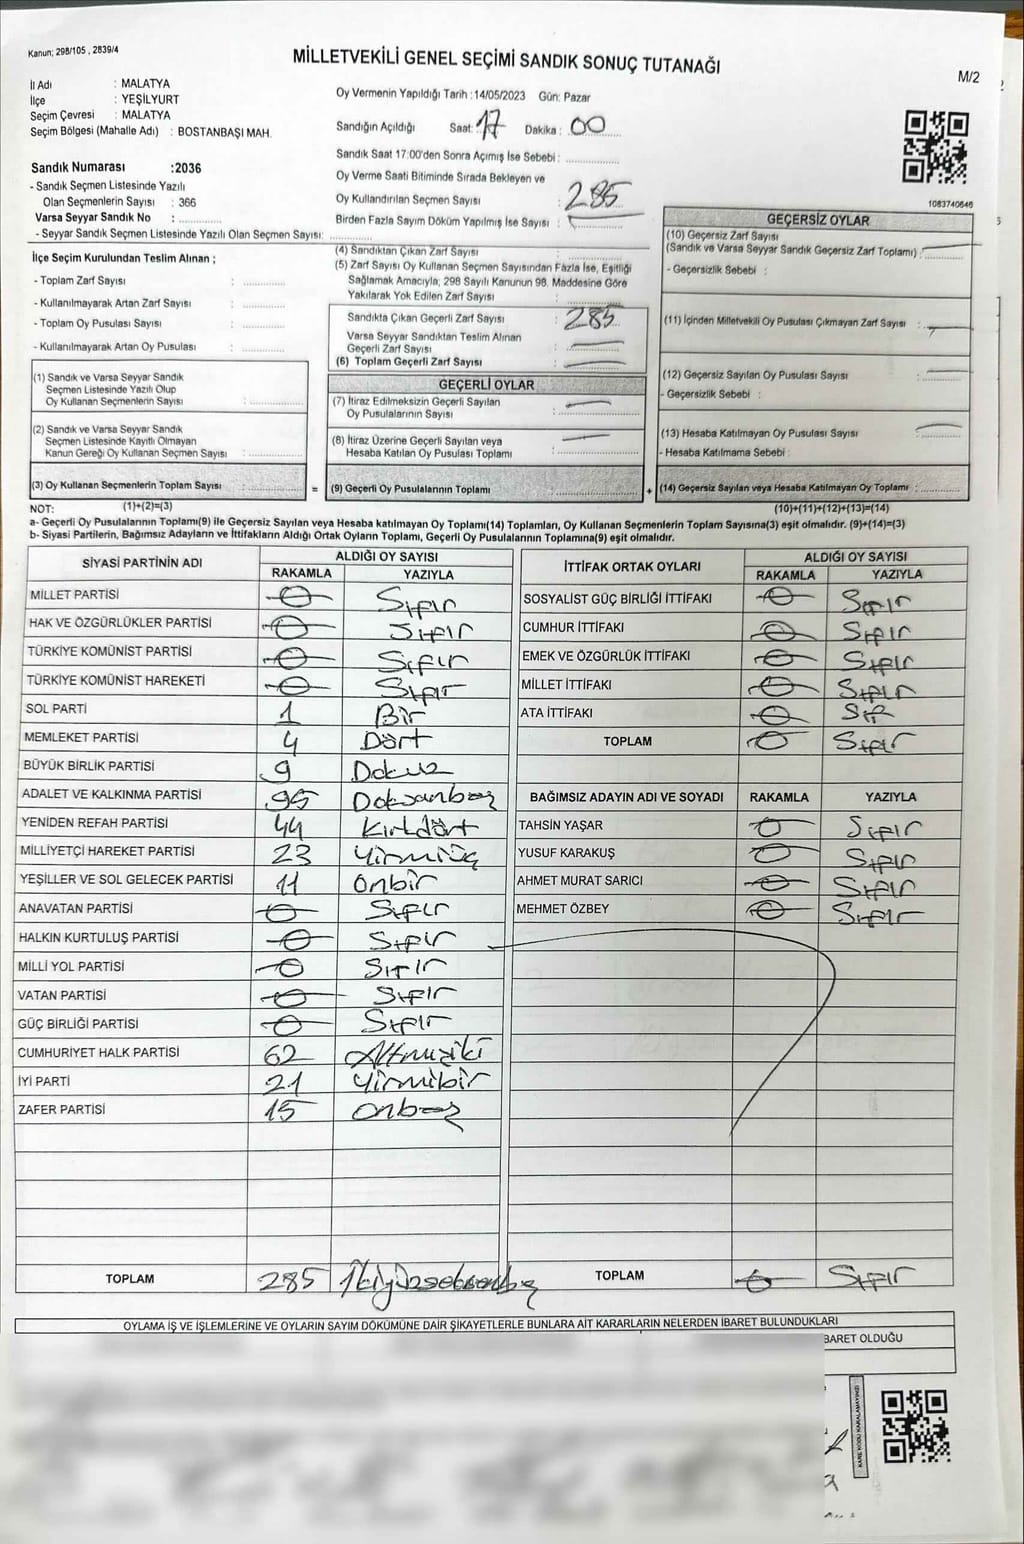 Kanun; 298/105 , 2839/4
MİLLETVEKİLİ GENEL SEÇİMİ SANDIK SONUÇ TUTANAĞI
M/2
İl Adı : MALATYA
İlçe : YEŞİLYURT
Seçim Çevresi : MALATYA
Seçim Bölgesi (Mahalle Adı) : BOSTANBAŞI MAH.
Sandık Numarası :2036
- Sandık Seçmen Listesinde Yazılı
Olan Seçmenlerin Sayısı : 366
Varsa Seyyar Sandık No :
- Seyyar Sandık Seçmen Listesinde Yazılı Olan Seçmen Sayısı:
İlçe Seçim Kurulundan Teslim Alınan ;
- Toplam Zarf Sayısı :
- Kullanılmayarak Artan Zarf Sayısı :
- Toplam Oy Pusulası Sayısı :
- Kullanılmayarak Artan Oy Pusulası :
(1) Sandık ve Varsa Seyyar Sandık
Seçmen Listesinde Yazılı Olup
Oy Kullanan Seçmenlerin Sayısı :
(2) Sandık ve Varsa Seyyar Sandık
Seçmen Listesinde Kayıtlı Olmayan
Kanun Gereği Oy Kullanan Seçmen Sayısı :
(3) Oy Kullanan Seçmenlerin Toplam Sayısı :
(1)+(2)=(3)
Oy Vermenin Yapıldığı Tarih :14/05/2023 Gün: Pazar
Sandığın Açıldığı Saat: 17 Dakika : 00
Sandık Saat 17:00'den Sonra Açımış İse Sebebi :
Oy Verme Saati Bitiminde Sırada Bekleyen ve
Oy Kullandırılan Seçmen Sayısı : 285
Birden Fazla Sayım Döküm Yapılmış İse Sayısı :
(4) Sandıktan Çıkan Zarf Sayısı :
(5) Zarf Sayısı Oy Kullanan Seçmen Sayısından Fazla İse, Eşitliği
Sağlamak Amacıyla, 298 Sayılı Kanunun 98. Maddesine Göre
Yakılarak Yok Edilen Zarf Sayısı :
Sandıkta Çıkan Geçerli Zarf Sayısı : 285
Varsa Seyyar Sandıktan Teslim Alınan
Geçerli Zarf Sayısı :
(6) Toplam Geçerli Zarf Sayısı :
GEÇERLİ OYLAR
(7) İtiraz Edilmeksizin Geçerli Sayılan
Oy Pusulalarının Sayısı :
(8) İtiraz Üzerine Geçerli Sayılan veya
Hesaba Katılan Oy Pusulası Toplamı :
= (9) Geçerli Oy Pusulalarının Toplamı :
1083740646
GEÇERSİZ OYLAR
(10) Geçersiz Zarf Sayısı
(Sandık ve Varsa Seyyar Sandık Geçersiz Zarf Toplamı) :
- Geçersizlik Sebebi :
(11) İçinden Milletvekili Oy Pusulası Çıkmayan Zarf Sayısı :
(12) Geçersiz Sayılan Oy Pusulası Sayısı :
- Geçersizlik Sebebi :
(13) Hesaba Katılmayan Oy Pusulası Sayısı :
- Hesaba Katılmama Sebebi :
+ (14) Geçersiz Sayılan veya Hesaba Katılmayan Oy Toplamı :
(10)+(11)+(12)+(13)=(14)
NOT:
a- Geçerli Oy Pusulalarının Toplamı(9) ile Geçersiz Sayılan veya Hesaba katılmayan Oy Toplamı(14) Toplamları, Oy Kullanan Seçmenlerin Toplam Sayısına(3) eşit olmalıdır. (9)+(14)=(3)
b- Siyasi Partilerin, Bağımsız Adayların ve İttifakların Aldığı Ortak Oyların Toplamı, Geçerli Oy Pusulalarının Toplamına(9) eşit olmalıdır.
SİYASİ PARTİNİN ADI ALDIĞI OY SAYISI
RAKAMLA YAZIYLA
MİLLET PARTİSİ 0 Sıfır
HAK VE ÖZGÜRLÜKLER PARTİSİ 0 Sıfır
TÜRKİYE KOMÜNİST PARTİSİ 0 Sıfır
TÜRKİYE KOMÜNİST HAREKETİ 0 Sıfır
SOL PARTİ 1 Bir
MEMLEKET PARTİSİ 4 Dört
BÜYÜK BİRLİK PARTİSİ 9 Dokuz
ADALET VE KALKINMA PARTİSİ 95 Doksanbeş
YENİDEN REFAH PARTİSİ 44 Kırkdört
MİLLİYETÇİ HAREKET PARTİSİ 23 Yirmiüç
YEŞİLLER VE SOL GELECEK PARTİSİ 11 Onbir
ANAVATAN PARTİSİ 0 Sıfır
HALKIN KURTULUŞ PARTİSİ 0 Sıfır
MİLLİ YOL PARTİSİ 0 Sıfır
VATAN PARTİSİ 0 Sıfır
GÜÇ BİRLİĞİ PARTİSİ 0 Sıfır
CUMHURİYET HALK PARTİSİ 62 Altmışiki
İYİ PARTİ 21 Yirmibir
ZAFER PARTİSİ 15 Onbeş
TOPLAM 285 İkiyüzseksenbeş
İTTİFAK ORTAK OYLARI ALDIĞI OY SAYISI
RAKAMLA YAZIYLA
SOSYALİST GÜÇ BİRLİĞİ İTTİFAKI 0 Sıfır
CUMHUR İTTİFAKI 0 Sıfır
EMEK VE ÖZGÜRLÜK İTTİFAKI 0 Sıfır
MİLLET İTTİFAKI 0 Sıfır
ATA İTTİFAKI 0 Sıf
TOPLAM 0 Sıfır
BAĞIMSIZ ADAYIN ADI VE SOYADI RAKAMLA YAZIYLA
TAHSİN YAŞAR 0 Sıfır
YUSUF KARAKUŞ 0 Sıfır
AHMET MURAT SARICI 0 Sıfır
MEHMET ÖZBEY 0 Sıfır
TOPLAM 0 Sıfır
OYLAMA İŞ VE İŞLEMLERİNE VE OYLARIN SAYIM DÖKÜMÜNE DAİR ŞİKAYETLERLE BUNLARA AİT KARARLARIN NELERDEN İBARET BULUNDUKLARI
BARET OLDUĞU
KARE KODU KARALAMAYINIZ!